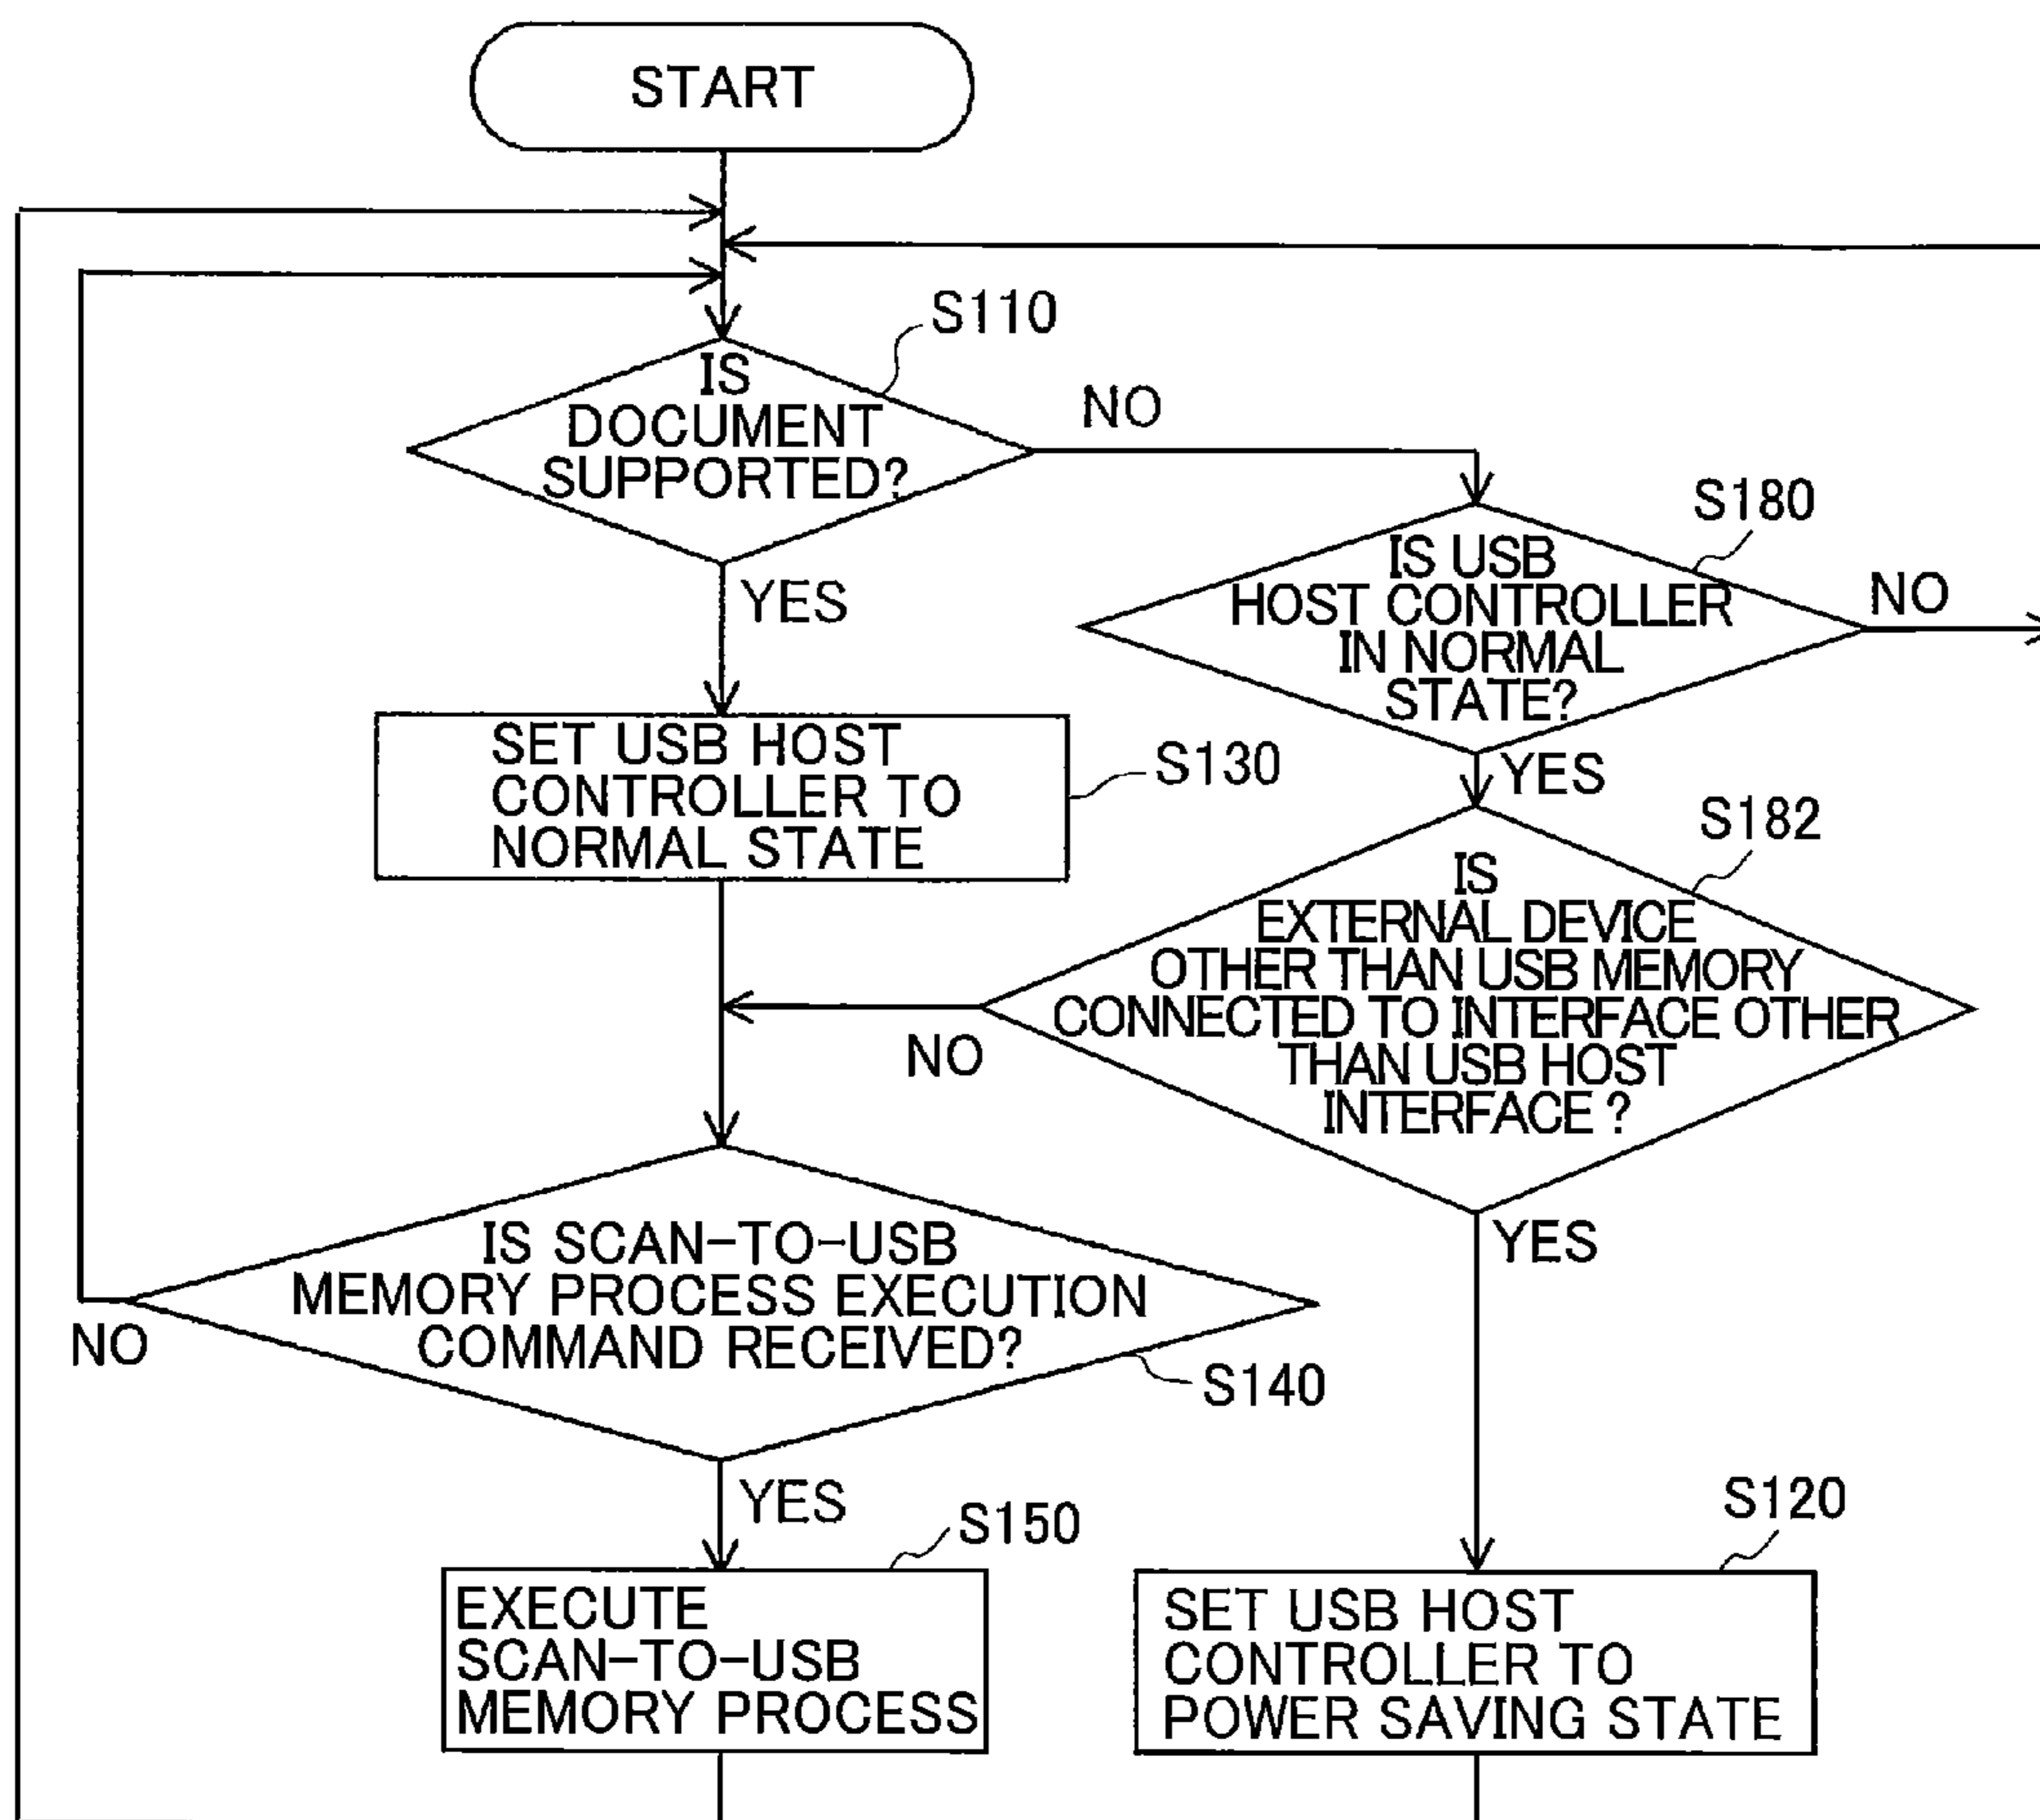 START
S110
IS
DOCUMENT
SUPPORTED?
NO
YES
S180
IS USB
HOST CONTROLLER
IN NORMAL
STATE?
NO
YES
SET USB HOST
CONTROLLER TO
NORMAL STATE
S130
S182
IS
EXTERNAL DEVICE
OTHER THAN USB MEMORY
CONNECTED TO INTERFACE OTHER
THAN USB HOST
INTERFACE ?
NO
YES
IS SCAN-TO-USB
MEMORY PROCESS EXECUTION
COMMAND RECEIVED?
NO
S140
YES
S150
EXECUTE
SCAN-TO-USB
MEMORY PROCESS
S120
SET USB HOST
CONTROLLER TO
POWER SAVING STATE